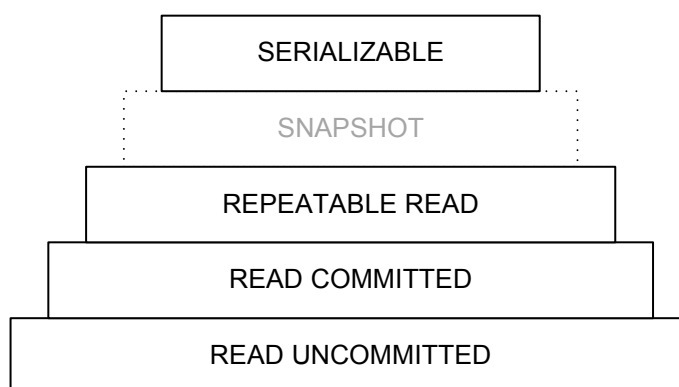 SERIALIZABLE
SNAPSHOT
REPEATABLE READ
READ COMMITTED
READ UNCOMMITTED